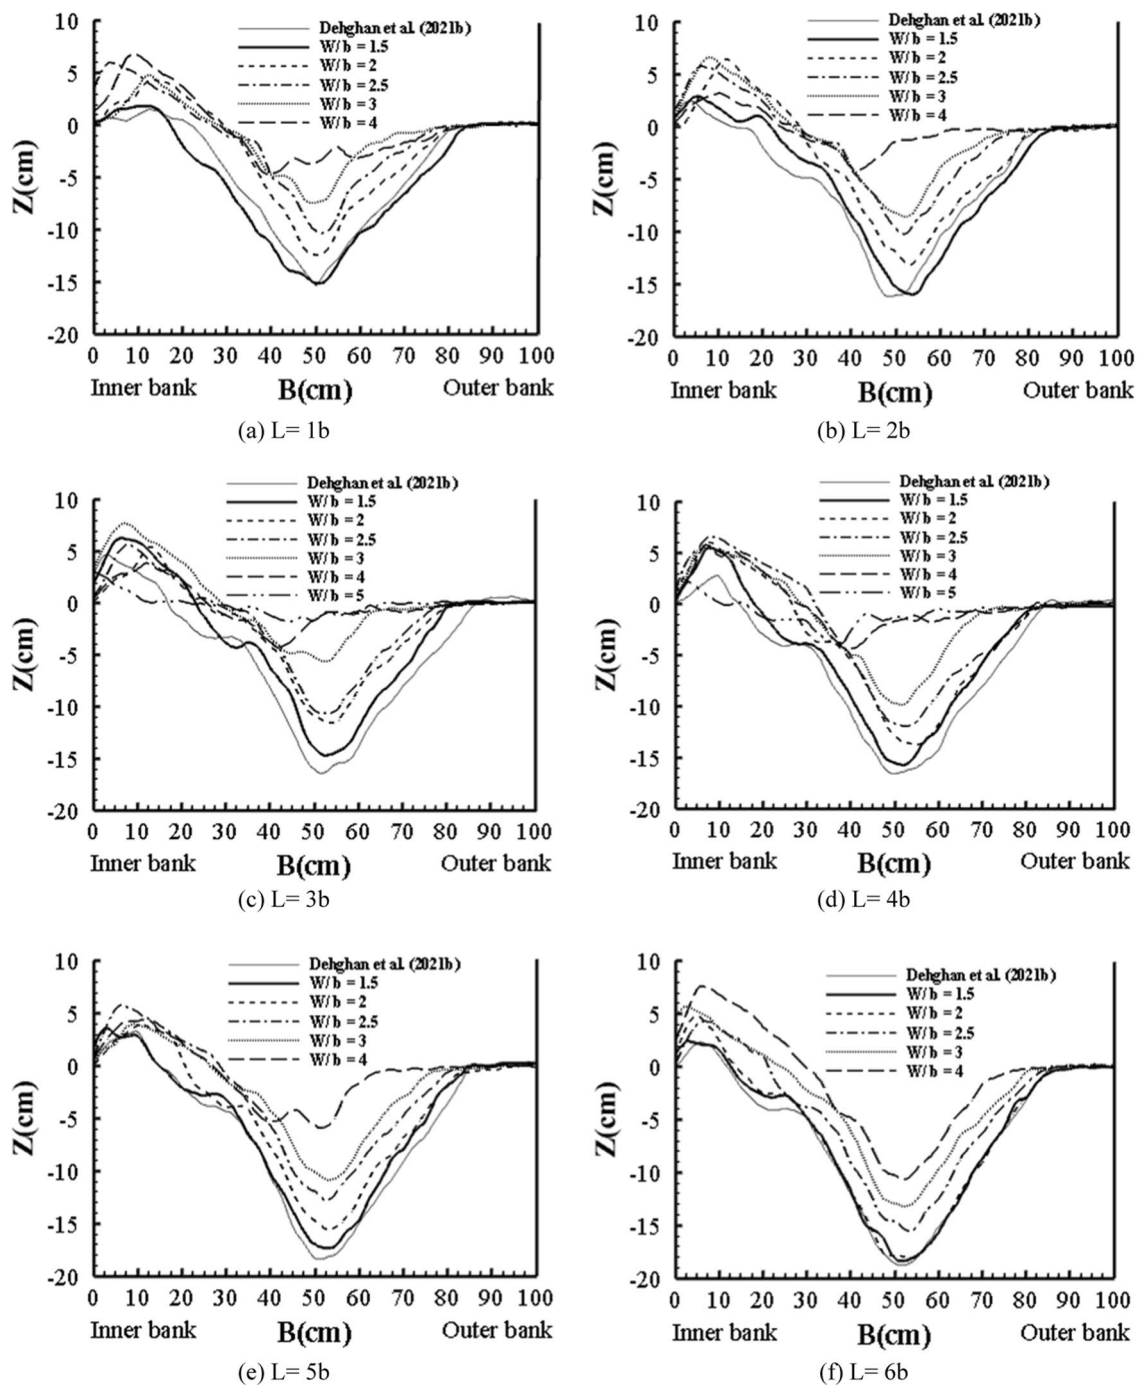 Dehghan et al. (2021b)
W/b = 1.5
W/b = 2
W/b = 2.5
W/b = 3
W/b = 4
10
5
0
-5
-10
-15
-20
Z(cm)
0 10 20 30 40 50 60 70 80 90 100
Inner bank B(cm) Outer bank
(a) L= 1b
Dehghan et al. (2021b)
W/b = 1.5
W/b = 2
W/b = 2.5
W/b = 3
W/b = 4
10
5
0
-5
-10
-15
-20
Z(cm)
0 10 20 30 40 50 60 70 80 90 100
Inner bank B(cm) Outer bank
(b) L= 2b
Dehghan et al. (2021b)
W/b = 1.5
W/b = 2
W/b = 2.5
W/b = 3
W/b = 4
W/b = 5
10
5
0
-5
-10
-15
-20
Z(cm)
0 10 20 30 40 50 60 70 80 90 100
Inner bank B(cm) Outer bank
(c) L= 3b
Dehghan et al. (2021b)
W/b = 1.5
W/b = 2
W/b = 2.5
W/b = 3
W/b = 4
W/b = 5
10
5
0
-5
-10
-15
-20
Z(cm)
0 10 20 30 40 50 60 70 80 90 100
Inner bank B(cm) Outer bank
(d) L= 4b
Dehghan et al. (2021b)
W/b = 1.5
W/b = 2
W/b = 2.5
W/b = 3
W/b = 4
10
5
0
-5
-10
-15
-20
Z(cm)
0 10 20 30 40 50 60 70 80 90 100
Inner bank B(cm) Outer bank
(e) L= 5b
Dehghan et al. (2021b)
W/b = 1.5
W/b = 2
W/b = 2.5
W/b = 3
W/b = 4
10
5
0
-5
-10
-15
-20
Z(cm)
0 10 20 30 40 50 60 70 80 90 100
Inner bank B(cm) Outer bank
(f) L= 6b